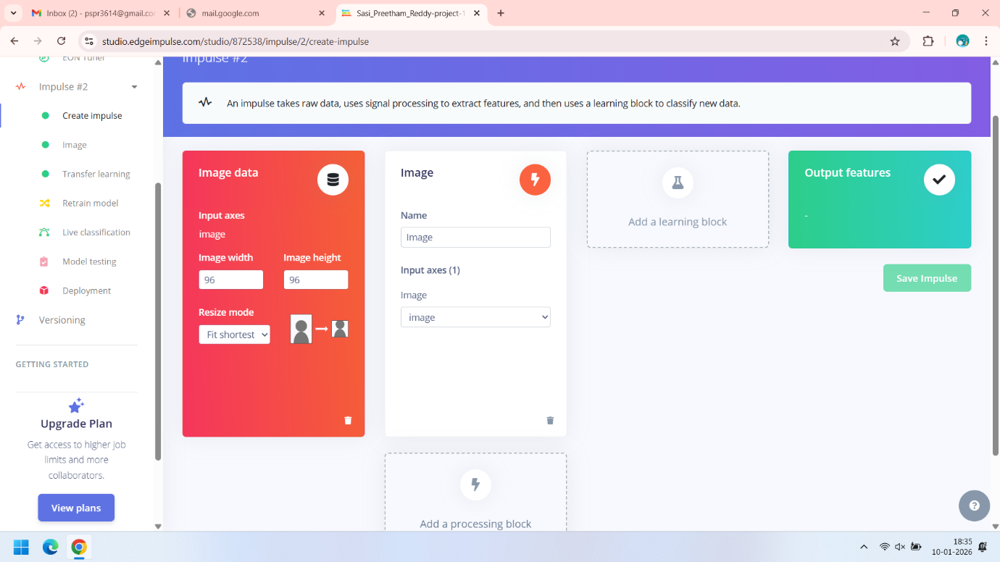 Inbox (2) - pspr3614@gmail.co
mail.google.com
Sasi_Preetham_Reddy-project-1
studio.edgeimpulse.com/studio/872538/impulse/2/create-impulse
EON Tuner
Impulse #2
Create impulse
Image
Transfer learning
Retrain model
Live classification
Model testing
Deployment
Versioning
GETTING STARTED
Upgrade Plan
Get access to higher job
limits and more
collaborators.
View plans
Impulse #2
An impulse takes raw data, uses signal processing to extract features, and then uses a learning block to classify new data.
Image data
Input axes
image
Image width
Image height
96
96
Resize mode
Fit shortest
Image
Name
Image
Input axes (1)
Image
image
Add a processing block
Add a learning block
Output features
-
Save Impulse
18:35
10-01-2026